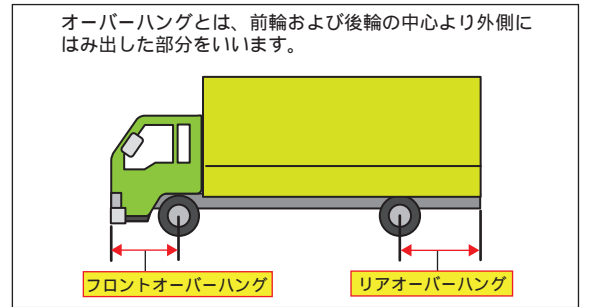 オーバーハングとは、前輪および後輪の中心より外側に
はみ出した部分をいいます。
フロントオーバーハング
リアオーバーハング